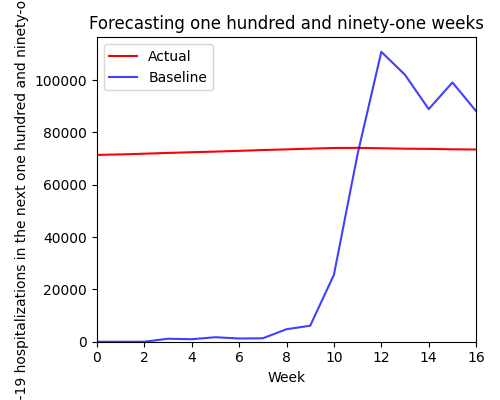 Forecasting one hundred and ninety-one weeks
Actual
Baseline
-19 hospitalizations in the next one hundred and ninety-o
100000
80000
60000
40000
20000
0
0 2 4 6 8 10 12 14 16
Week